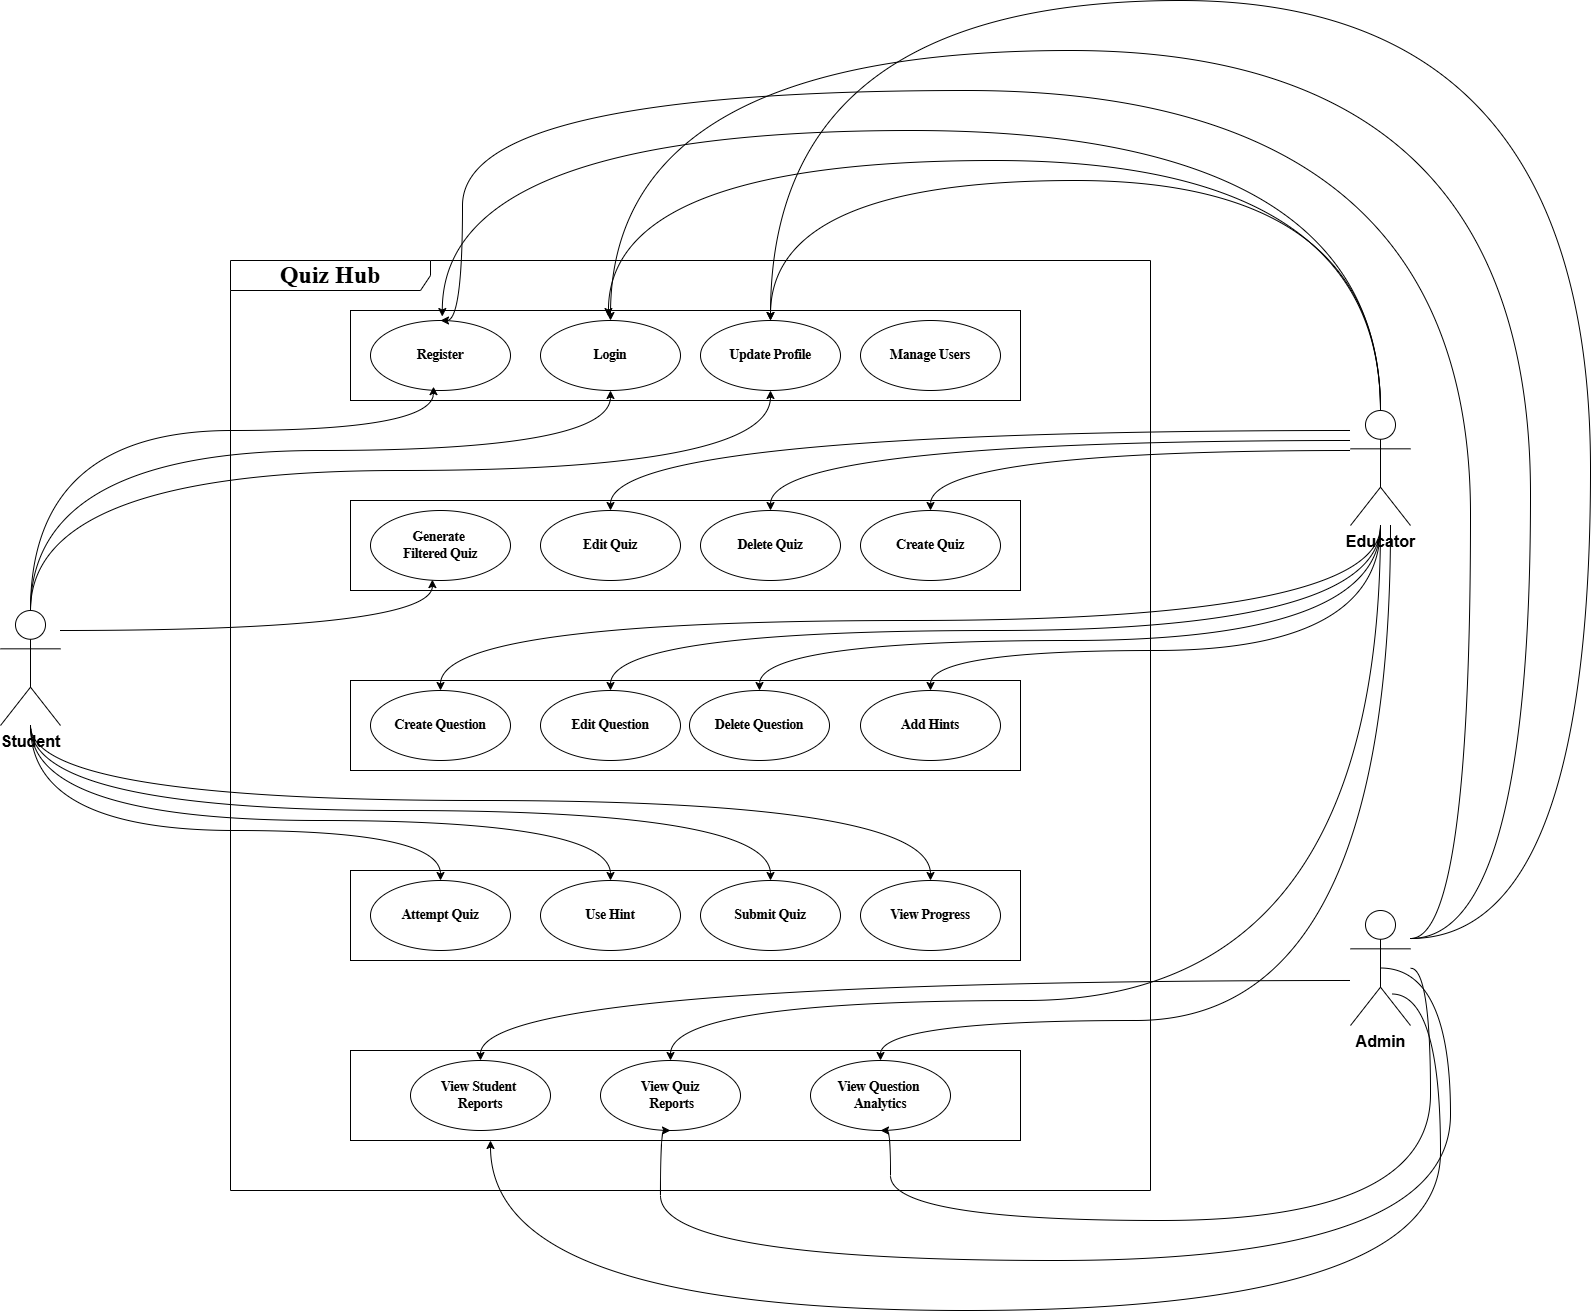 Quiz Hub
Register
Login
Update Profile
Manage Users
Generate
Filtered Quiz
Edit Quiz
Delete Quiz
Create Quiz
Educator
Create Question
Edit Question
Delete Question
Add Hints
Student
Attempt Quiz
Use Hint
Submit Quiz
View Progress
Admin
View Student
Reports
View Quiz
Reports
View Question
Analytics